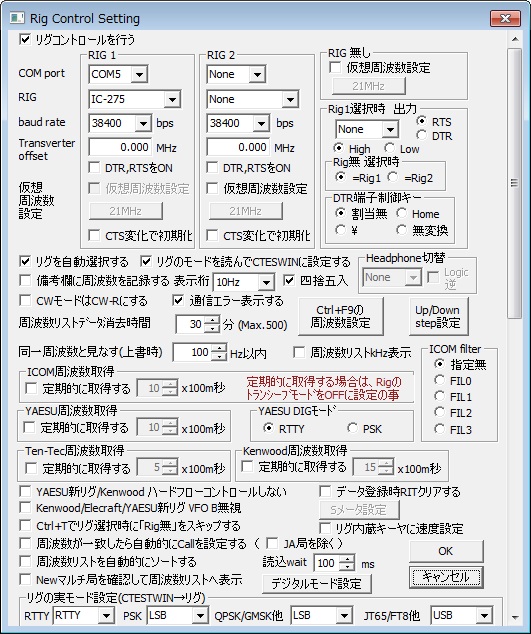 Rig Control Setting
リグコントロールを行う
RIG 1
RIG 2
RIG 無し
COM port
COM5
None
仮想周波数設定
21MHz
RIG
IC-275
None
Rig1選択時 出力
baud rate
38400
bps
38400
bps
None
RTS
DTR
Transverter
offset
0.000
MHz
0.000
MHz
High
Low
DTR,RTSをON
DTR,RTSをON
Rig無 選択時
=Rig1
=Rig2
仮想
周波数
設定
仮想周波数設定
仮想周波数設定
21MHz
21MHz
DTR端子制御キー
割当無
Home
¥
無変換
CTS変化で初期化
CTS変化で初期化
リグを自動選択する
リグのモードを読んでCTESWINに設定する
Headphone切替
None
Logic
逆
備考欄に周波数を記録する
表示桁
10Hz
四捨五入
CWモードはCW-Rにする
通信エラー表示する
周波数リストデータ消去時間
30
分 (Max.500)
Ctrl+F9の
周波数設定
Up/Down
step設定
同一周波数と見なす(上書時)
100
Hz以内
周波数リストkHz表示
ICOM filter
指定無
FIL0
FIL1
FIL2
FIL3
ICOM周波数取得
定期的に取得する
10
x100m秒
定期的に取得する場合は、Rigの
トランシーブモードをOFFに設定の事
YAESU周波数取得
定期的に取得する
10
x100m秒
YAESU DIGモード
RTTY
PSK
Ten-Tec周波数取得
定期的に取得する
5
x100m秒
Kenwood周波数取得
定期的に取得する
15
x100m秒
YAESU新リグ/Kenwood ハードフローコントロールしない
データ登録時RITクリアする
Kenwood/Elecraft/YAESU新リグ VFO B無視
Sメータ設定
Ctrl+Tでリグ選択時に「Rig無」をスキップする
リグ内蔵キーヤに速度設定
周波数が一致したら自動的にCallを設定する (
JA局を除く)
OK
周波数リストを自動的にソートする
読込wait
100
ms
Newマルチ局を確認して周波数リストへ表示
デジタルモード設定
キャンセル
リグの実モード設定(CTESTWIN→リグ)
RTTY
RTTY
PSK
LSB
QPSK/GMSK他
LSB
JT65/FT8他
USB